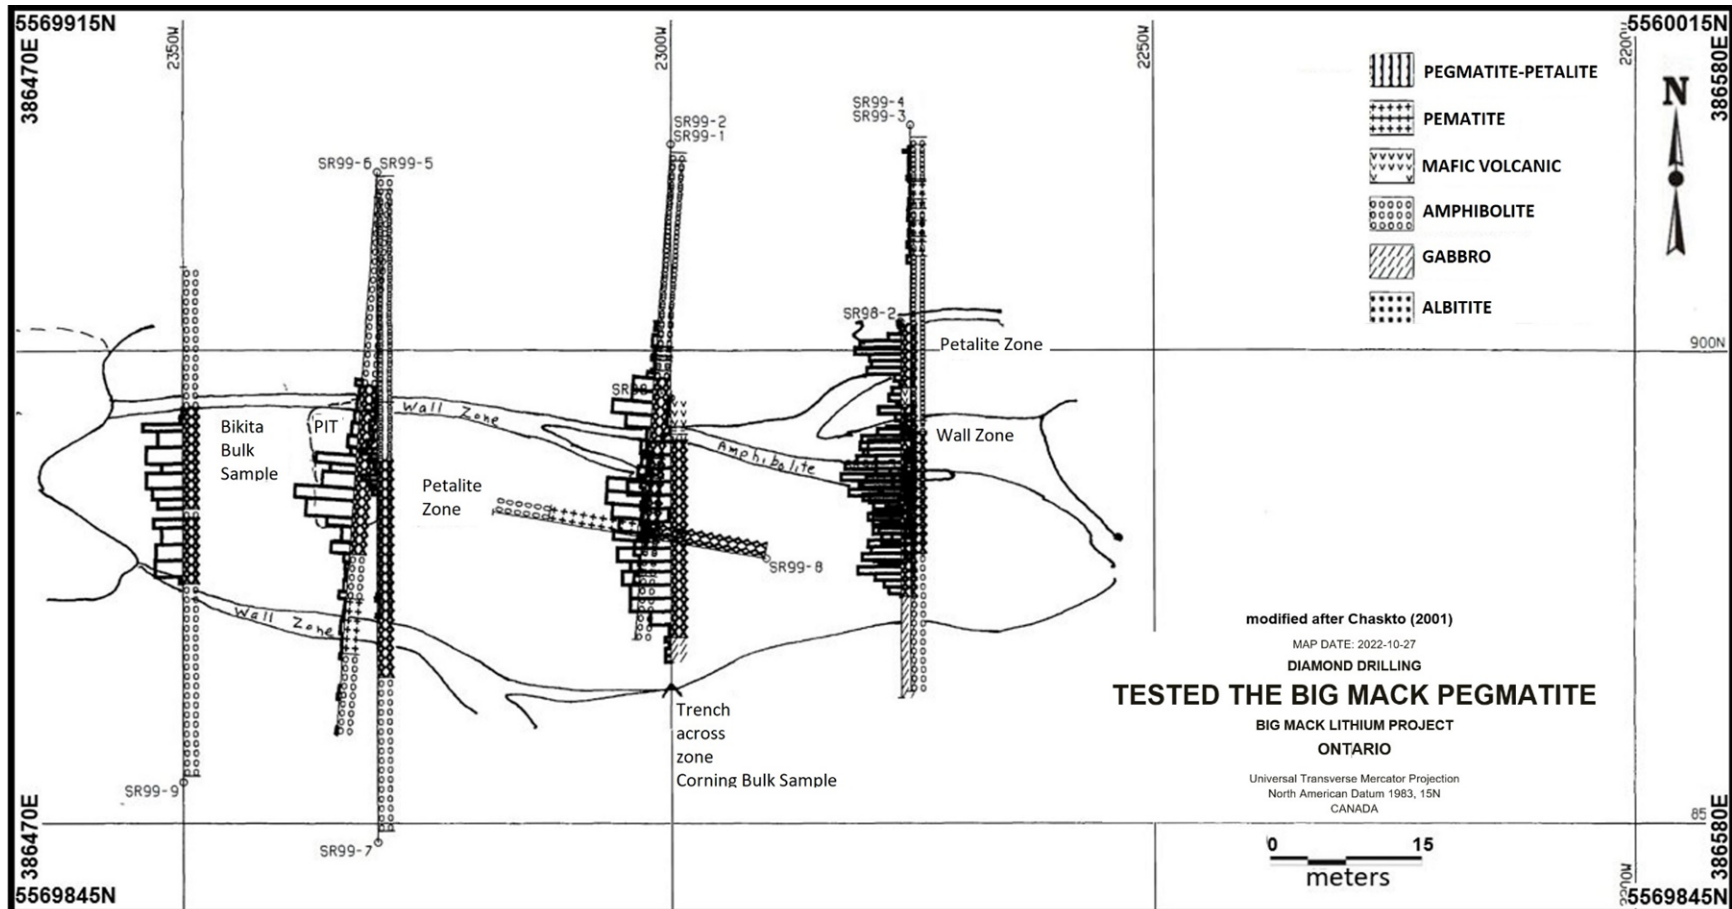 5569915N
5560015N
386470E
386580E
2350W
2300W
2250W
PEGMATITE-PETALITE
PEMATITE
MAFIC VOLCANIC
AMPHIBOLITE
GABBRO
ALBITITE
N
SR99-4
SR99-3
SR99-2
SR99-1
SR99-6
SR99-5
SR98-2
Petalite Zone
900N
Wall Zone
Wall Zone
Amphibolite
Bikita
Bulk
Sample
PIT
Petalite
Zone
SR99-8
Wall Zone
Trench
across
zone
Corning Bulk Sample
SR99-9
SR99-7
modified after Chaskto (2001)
MAP DATE: 2022-10-27
DIAMOND DRILLING
TESTED THE BIG MACK PEGMATITE
BIG MACK LITHIUM PROJECT
ONTARIO
Universal Transverse Mercator Projection
North American Datum 1983, 15N
CANADA
0 15
meters
85
386470E
386580E
5569845N
5569845N